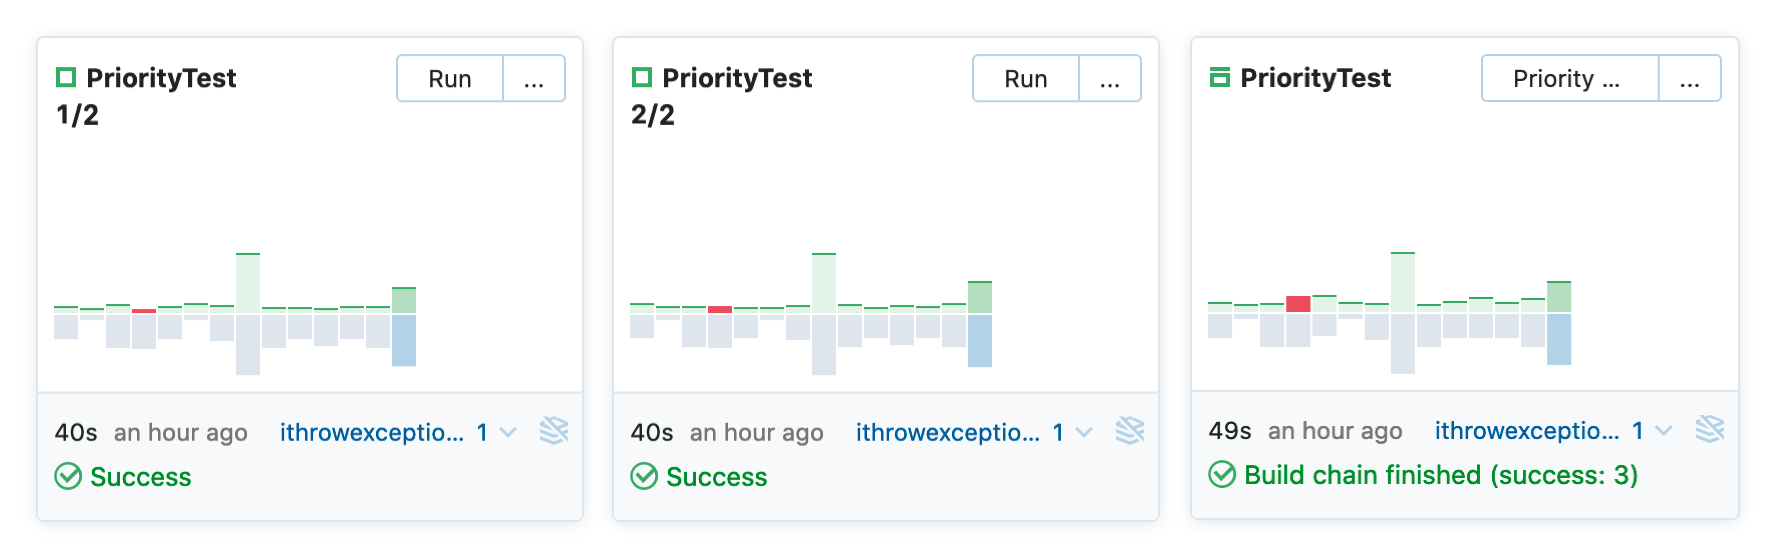 PriorityTest
1/2
Run
...
40s an hour ago ithrowexceptio... 1
Success
PriorityTest
2/2
Run
...
40s an hour ago ithrowexceptio... 1
Success
PriorityTest
Priority ...
...
49s an hour ago ithrowexceptio... 1
Build chain finished (success: 3)